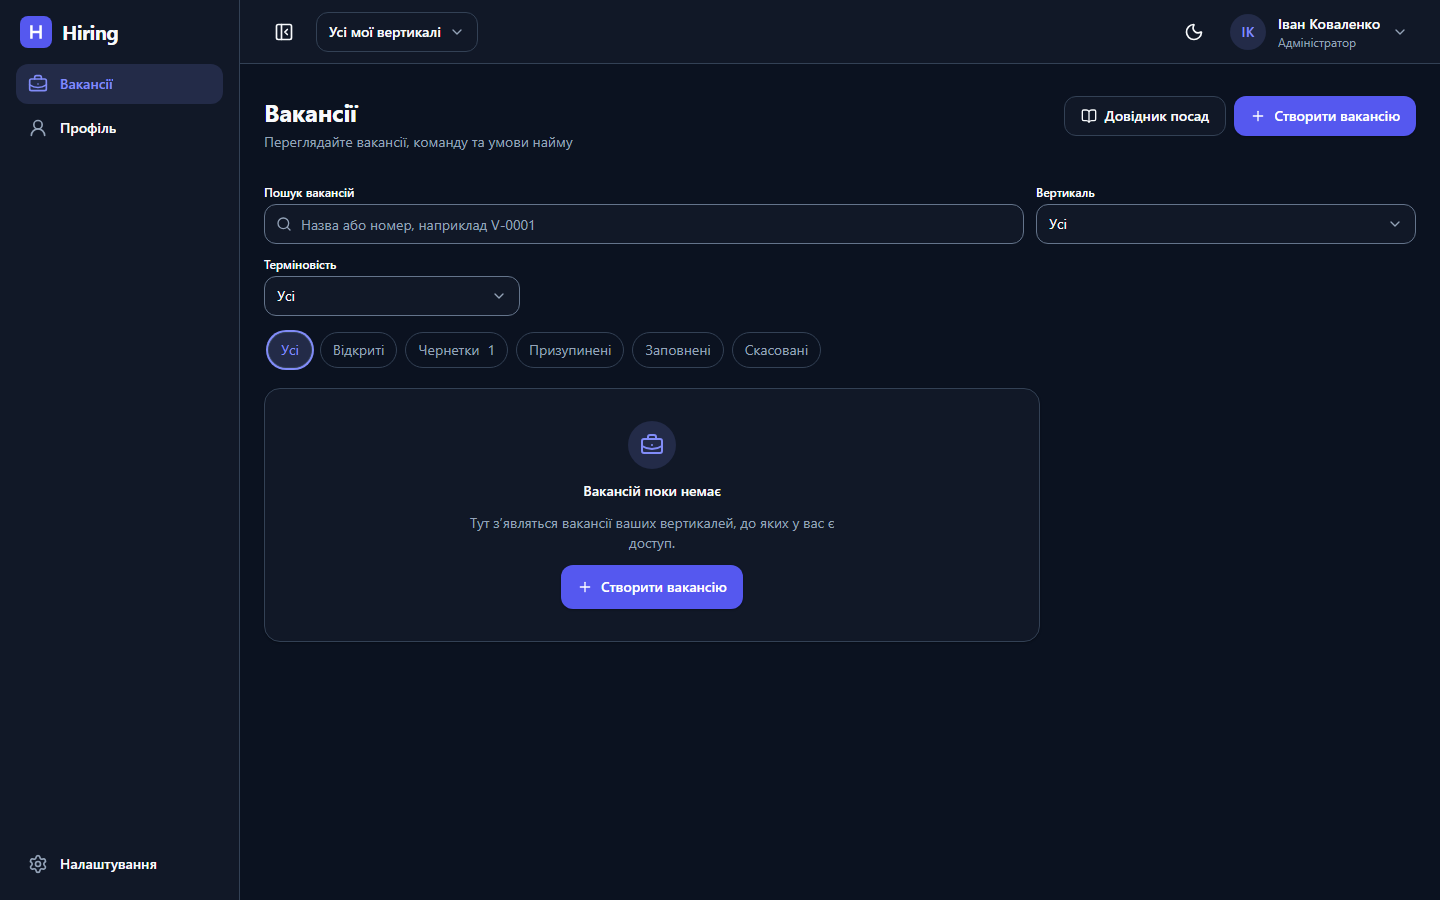 H Hiring
Усі мої вертикалі
ІК
Іван Коваленко
Адміністратор
Вакансії
Профіль
Налаштування
Вакансії
Переглядайте вакансії, команду та умови найму
Довідник посад
Створити вакансію
Пошук вакансій
Назва або номер, наприклад V-0001
Вертикаль
Усі
Терміновість
Усі
Усі
Відкриті
Чернетки 1
Призупинені
Заповнені
Скасовані
Вакансій поки немає
Тут з’являться вакансії ваших вертикалей, до яких у вас є
доступ.
Створити вакансію